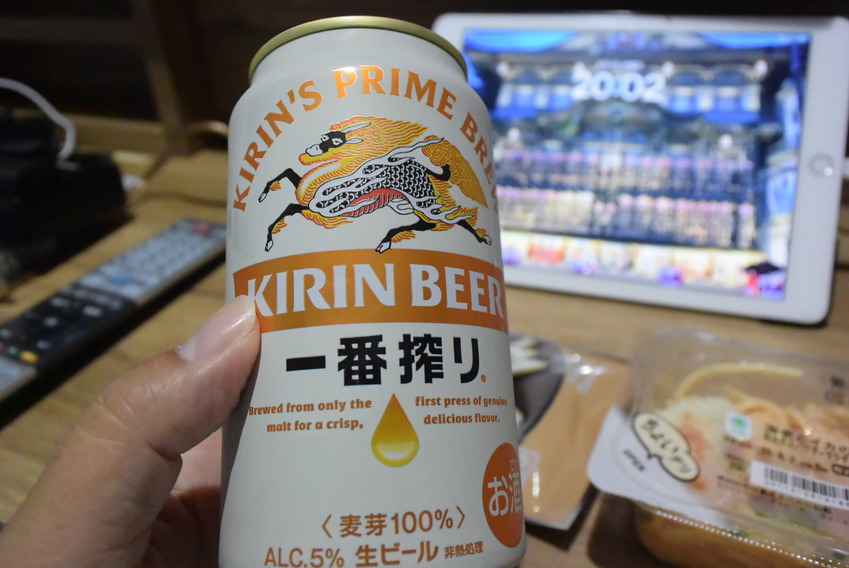 KIRIN'S PRIME BREW
KIRIN BEER
一番搾り®
Brewed from only the
malt for a crisp,
first press of genuine
delicious flavor.
お酒
〈麦芽100%〉
ALC.5% 生ビール 非熱処理
20:02